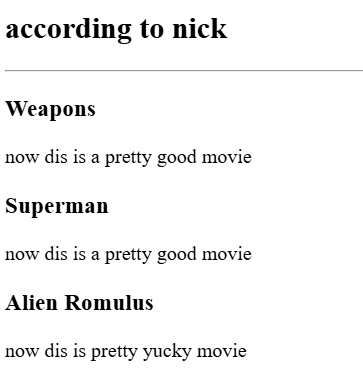 according to nick
Weapons
now dis is a pretty good movie
Superman
now dis is a pretty good movie
Alien Romulus
now dis is pretty yucky movie